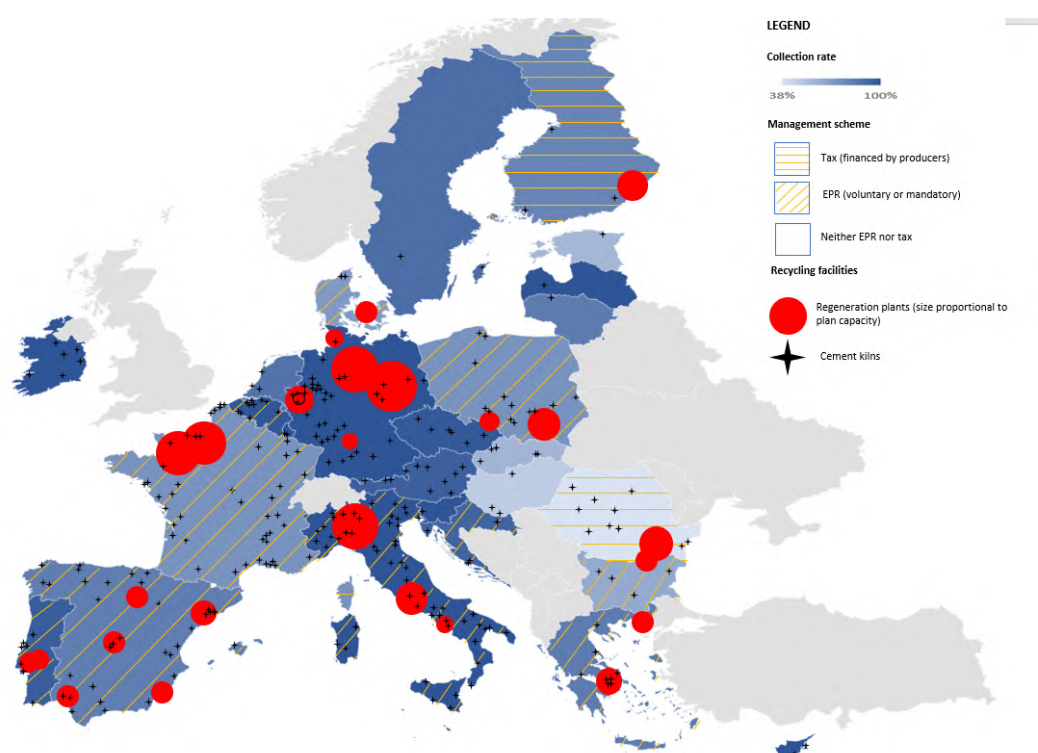 LEGEND
Collection rate
38% 100%
Management scheme
Tax (financed by producers)
EPR (voluntary or mandatory)
Neither EPR nor tax
Recycling facilities
Regeneration plants (size proportional to
plan capacity)
Cement kilns